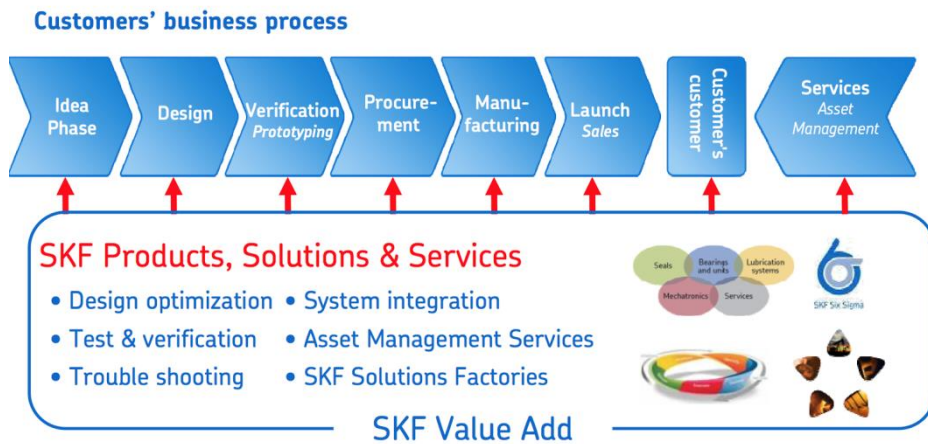 Customers' business process
Idea
Phase
Design
Verification
Prototyping
Procure-
ment
Manu-
facturing
Launch
Sales
Customer's
customer
Services
Asset
Management
SKF Products, Solutions & Services
• Design optimization
• System integration
• Test & verification
• Asset Management Services
• Trouble shooting
• SKF Solutions Factories
Seals
Bearings
and units
Lubrication
systems
Mechatronics
Services
SKF Six Sigma
SKF Value Add